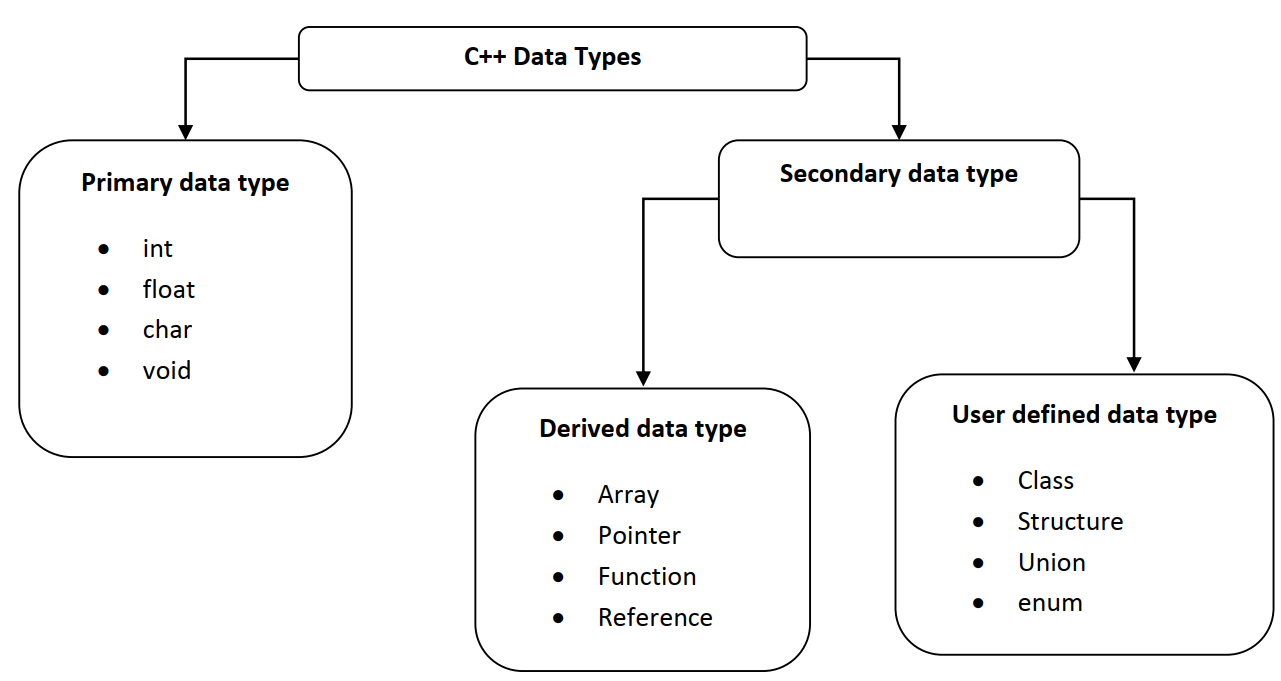 C++ Data Types
Primary data type
• int
• float
• char
• void
Secondary data type
Derived data type
• Array
• Pointer
• Function
• Reference
User defined data type
• Class
• Structure
• Union
• enum